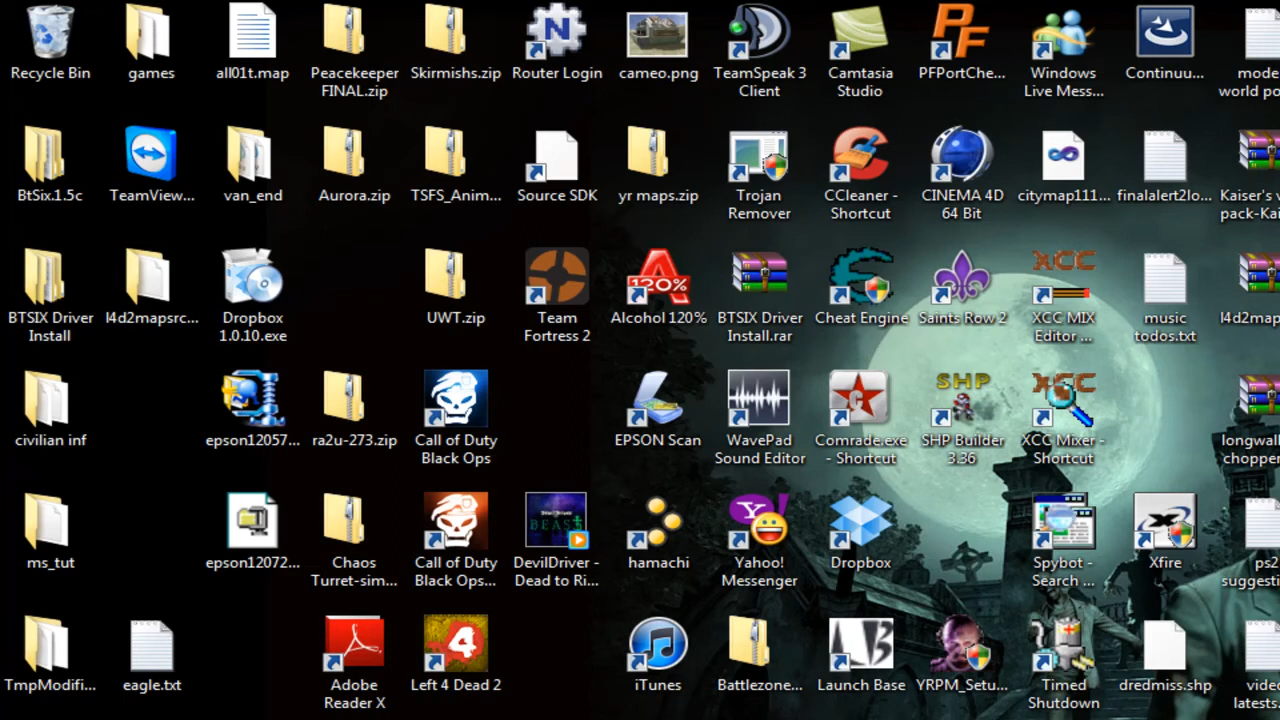 Recycle Bin
games
all01t.map
Peacekeeper
FINAL.zip
Skirmishs.zip
Router Login
cameo.png
TeamSpeak 3
Client
Camtasia
Studio
PFPortChe...
Windows
Live Mess...
Continuu...
mode
world po
BtSix.1.5c
TeamView...
van_end
Aurora.zip
TSFS_Anim...
Source SDK
yr maps.zip
Trojan
Remover
CCleaner -
Shortcut
CINEMA 4D
64 Bit
citymap111...
finalalert2lo...
Kaiser's v
pack-Kai
BTSIX Driver
Install
l4d2mapsrc...
Dropbox
1.0.10.exe
UWT.zip
Team
Fortress 2
120%
Alcohol 120%
BTSIX Driver
Install.rar
Cheat Engine
Saints Row 2
XCC
XCC MIX
Editor ...
music
todos.txt
l4d2map
civilian inf
epson12057...
ra2u-273.zip
Call of Duty
Black Ops
EPSON Scan
WavePad
Sound Editor
Comrade.exe
- Shortcut
SHP
SHP Builder
3.36
XCC
XCC Mixer -
Shortcut
longwall
chopper
ms_tut
epson12072...
Chaos
Turret-sim...
Call of Duty
Black Ops...
BEAST
DevilDriver -
Dead to Ri...
hamachi
Yahoo!
Messenger
Dropbox
Spybot -
Search ...
Xfire
ps2
suggesti
TmpModifi...
eagle.txt
Adobe
Reader X
Left 4 Dead 2
iTunes
Battlezone...
LB
Launch Base
YRPM_Setu...
Timed
Shutdown
dredmiss.shp
vide
latests.